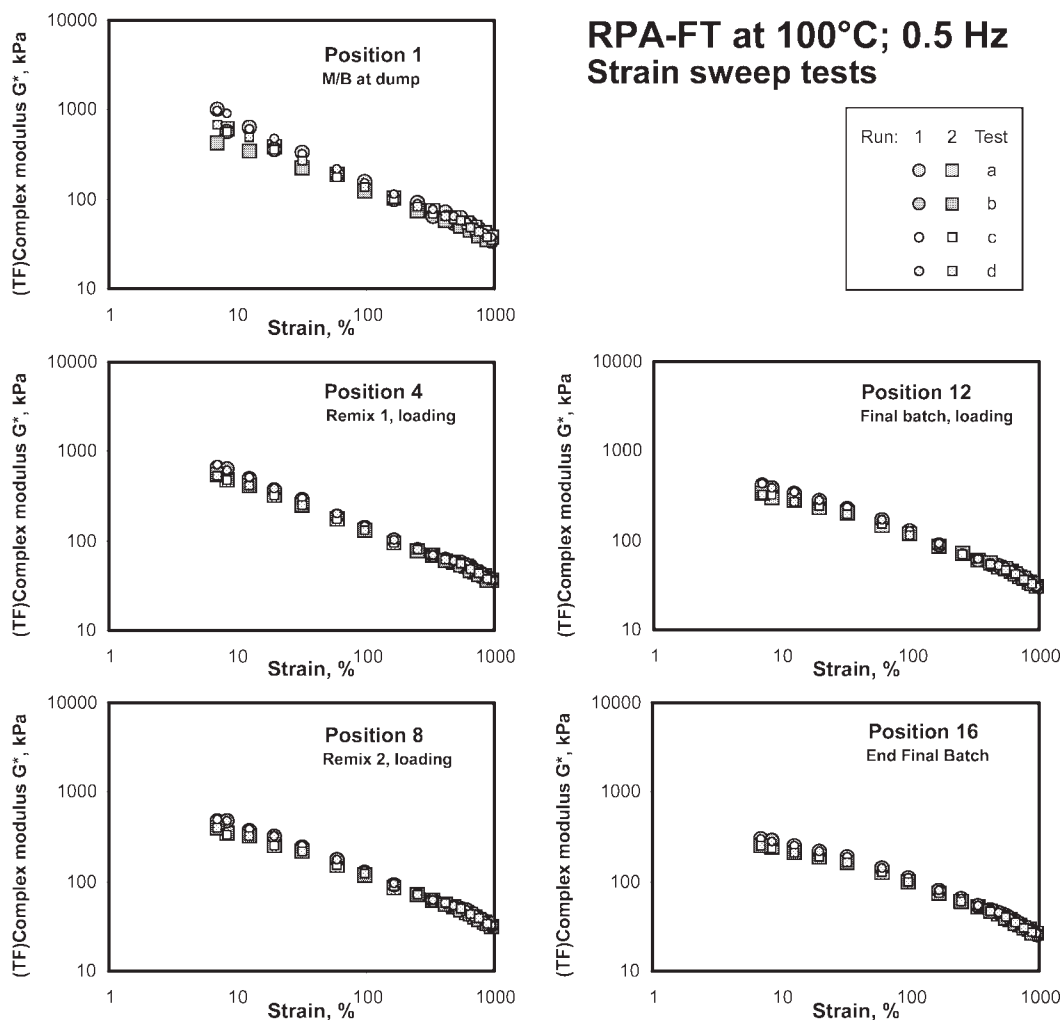 RPA-FT at 100°C; 0.5 Hz
Strain sweep tests
Run: 1 2 Test
a
b
c
d
(TF)Complex modulus G*, kPa
10000
1000
100
10
Position 1
M/B at dump
1 10 100 1000
Strain, %
(TF)Complex modulus G*, kPa
10000
1000
100
10
Position 4
Remix 1, loading
1 10 100 1000
Strain, %
(TF)Complex modulus G*, kPa
10000
1000
100
10
Position 12
Final batch, loading
1 10 100 1000
Strain, %
(TF)Complex modulus G*, kPa
10000
1000
100
10
Position 8
Remix 2, loading
1 10 100 1000
Strain, %
(TF)Complex modulus G*, kPa
10000
1000
100
10
Position 16
End Final Batch
1 10 100 1000
Strain, %